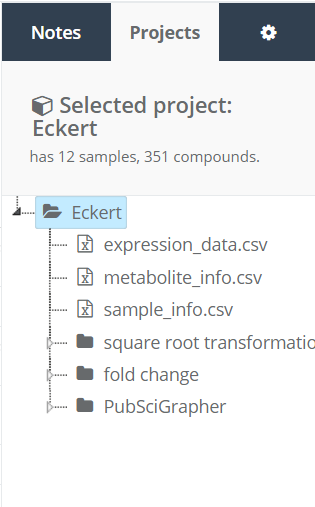 Notes
Projects
Selected project:
Eckert
has 12 samples, 351 compounds.
Eckert
expression_data.csv
metabolite_info.csv
sample_info.csv
square root transformatio
fold change
PubSciGrapher